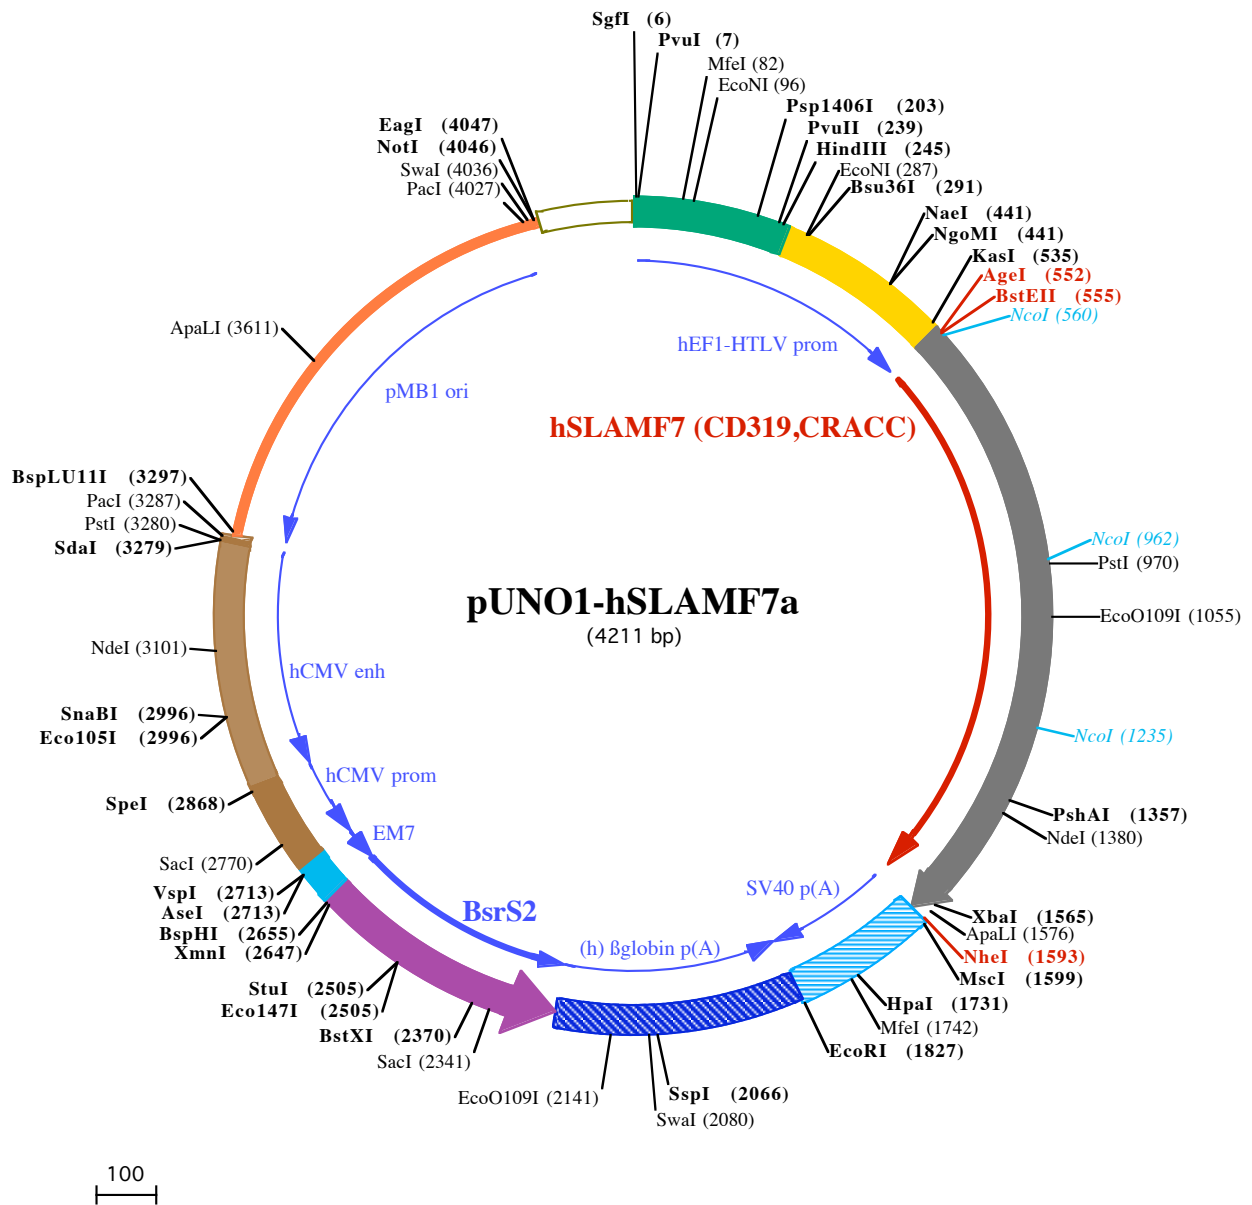 SgfI (6)
PvuI (7)
MfeI (82)
EcoNI (96)
Psp1406I (203)
PvuII (239)
HindIII (245)
EcoNI (287)
Bsu36I (291)
NaeI (441)
NgoMI (441)
KasI (535)
AgeI (552)
BstEII (555)
NcoI (560)
NcoI (962)
PstI (970)
EcoO109I (1055)
NcoI (1235)
PshAI (1357)
NdeI (1380)
XbaI (1565)
ApaLI (1576)
NheI (1593)
MscI (1599)
HpaI (1731)
MfeI (1742)
EcoRI (1827)
SspI (2066)
SwaI (2080)
EcoO109I (2141)
SacI (2341)
BstXI (2370)
Eco147I (2505)
StuI (2505)
XmnI (2647)
BspHI (2655)
AseI (2713)
VspI (2713)
SacI (2770)
SpeI (2868)
Eco105I (2996)
SnaBI (2996)
NdeI (3101)
SdaI (3279)
PstI (3280)
PacI (3287)
BspLU11I (3297)
ApaLI (3611)
PacI (4027)
SwaI (4036)
NotI (4046)
EagI (4047)
hEF1-HTLV prom
pMB1 ori
hSLAMF7 (CD319,CRACC)
pUNO1-hSLAMF7a
(4211 bp)
hCMV enh
hCMV prom
EM7
BsrS2
SV40 p(A)
(h) ßglobin p(A)
100